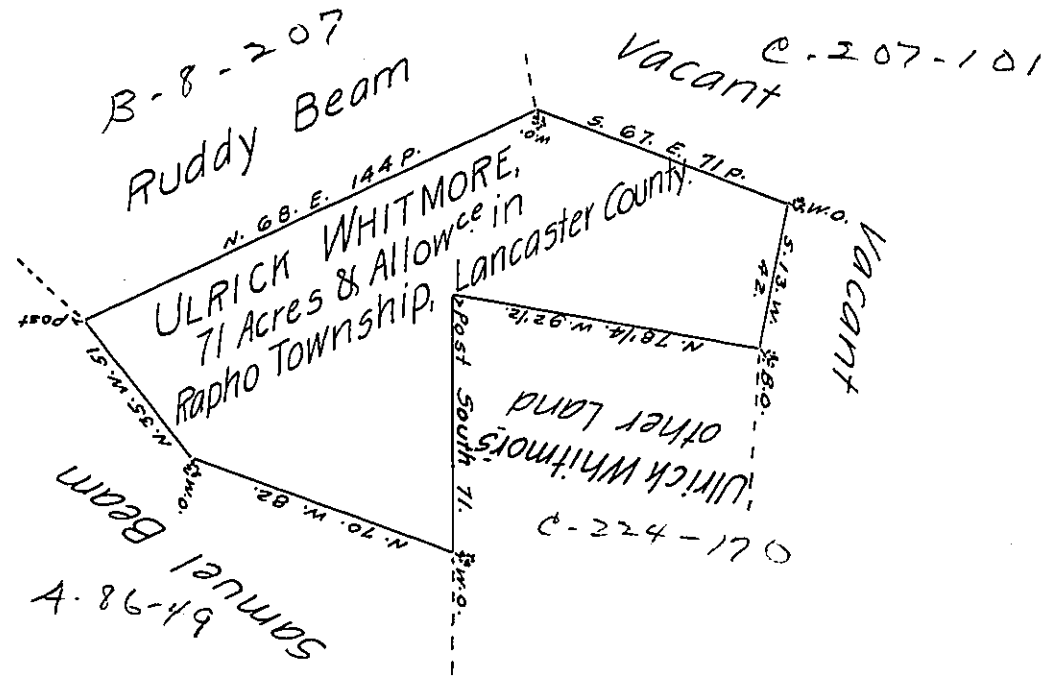 B-8-207
Ruddy Beam
Vacant
C-207-101
N. 68. E. 144 P.
W.O.
S. 67. E. 71 P.
W.O.
Vacant
S. 13 W. 42.
B.O.
N. 78 1/4. W. 92 1/2.
ULRICK WHITMORE,
71 Acres & Allowce in
Rapho Township, Lancaster County.
Post
N. 35. W. 51
W.O.
N. 70. W. 82.
W.O.
Post South 71.
Ulrick Whitmor's
other Land
C-224-170
Samuel Beam
A-86-49